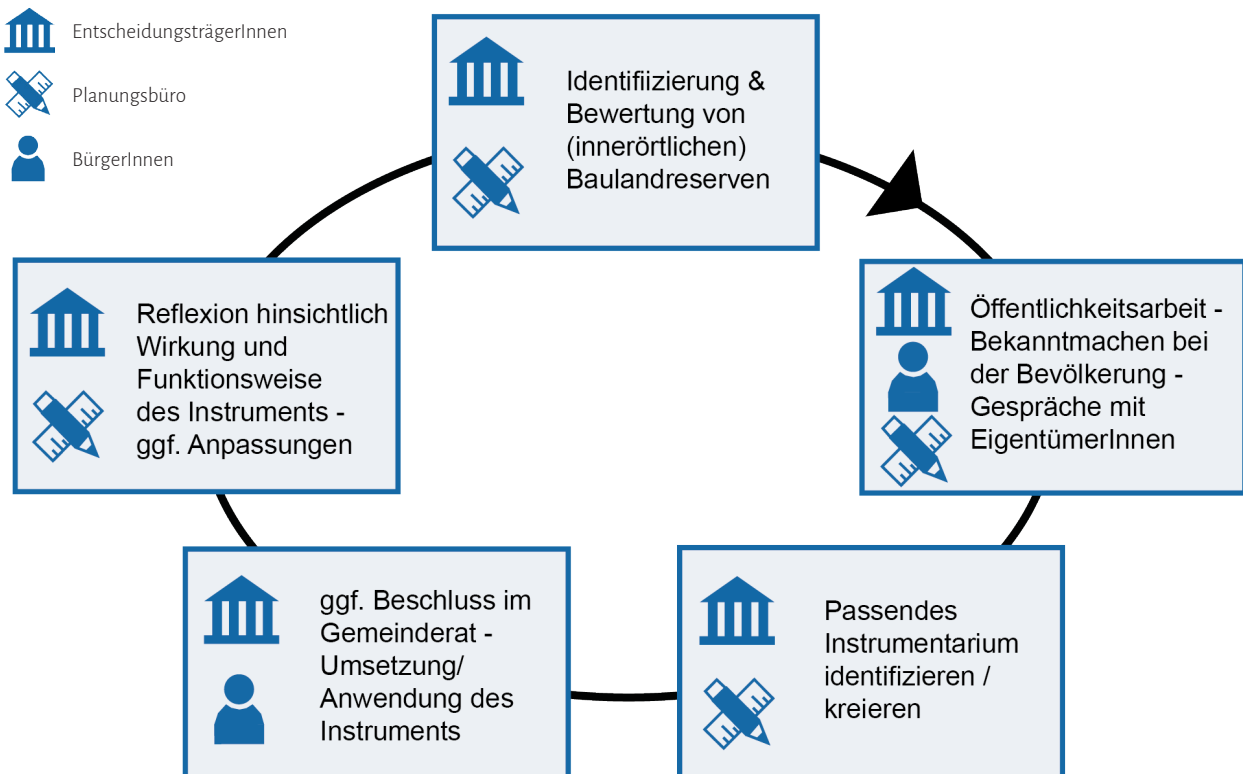 EntscheidungsträgerInnen
Planungsbüro
BürgerInnen
Identifiizierung &
Bewertung von
(innerörtlichen)
Baulandreserven
Öffentlichkeitsarbeit -
Bekanntmachen bei
der Bevölkerung -
Gespräche mit
EigentümerInnen
Passendes
Instrumentarium
identifizieren /
kreieren
ggf. Beschluss im
Gemeinderat -
Umsetzung/
Anwendung des
Instruments
Reflexion hinsichtlich
Wirkung und
Funktionsweise
des Instruments -
ggf. Anpassungen